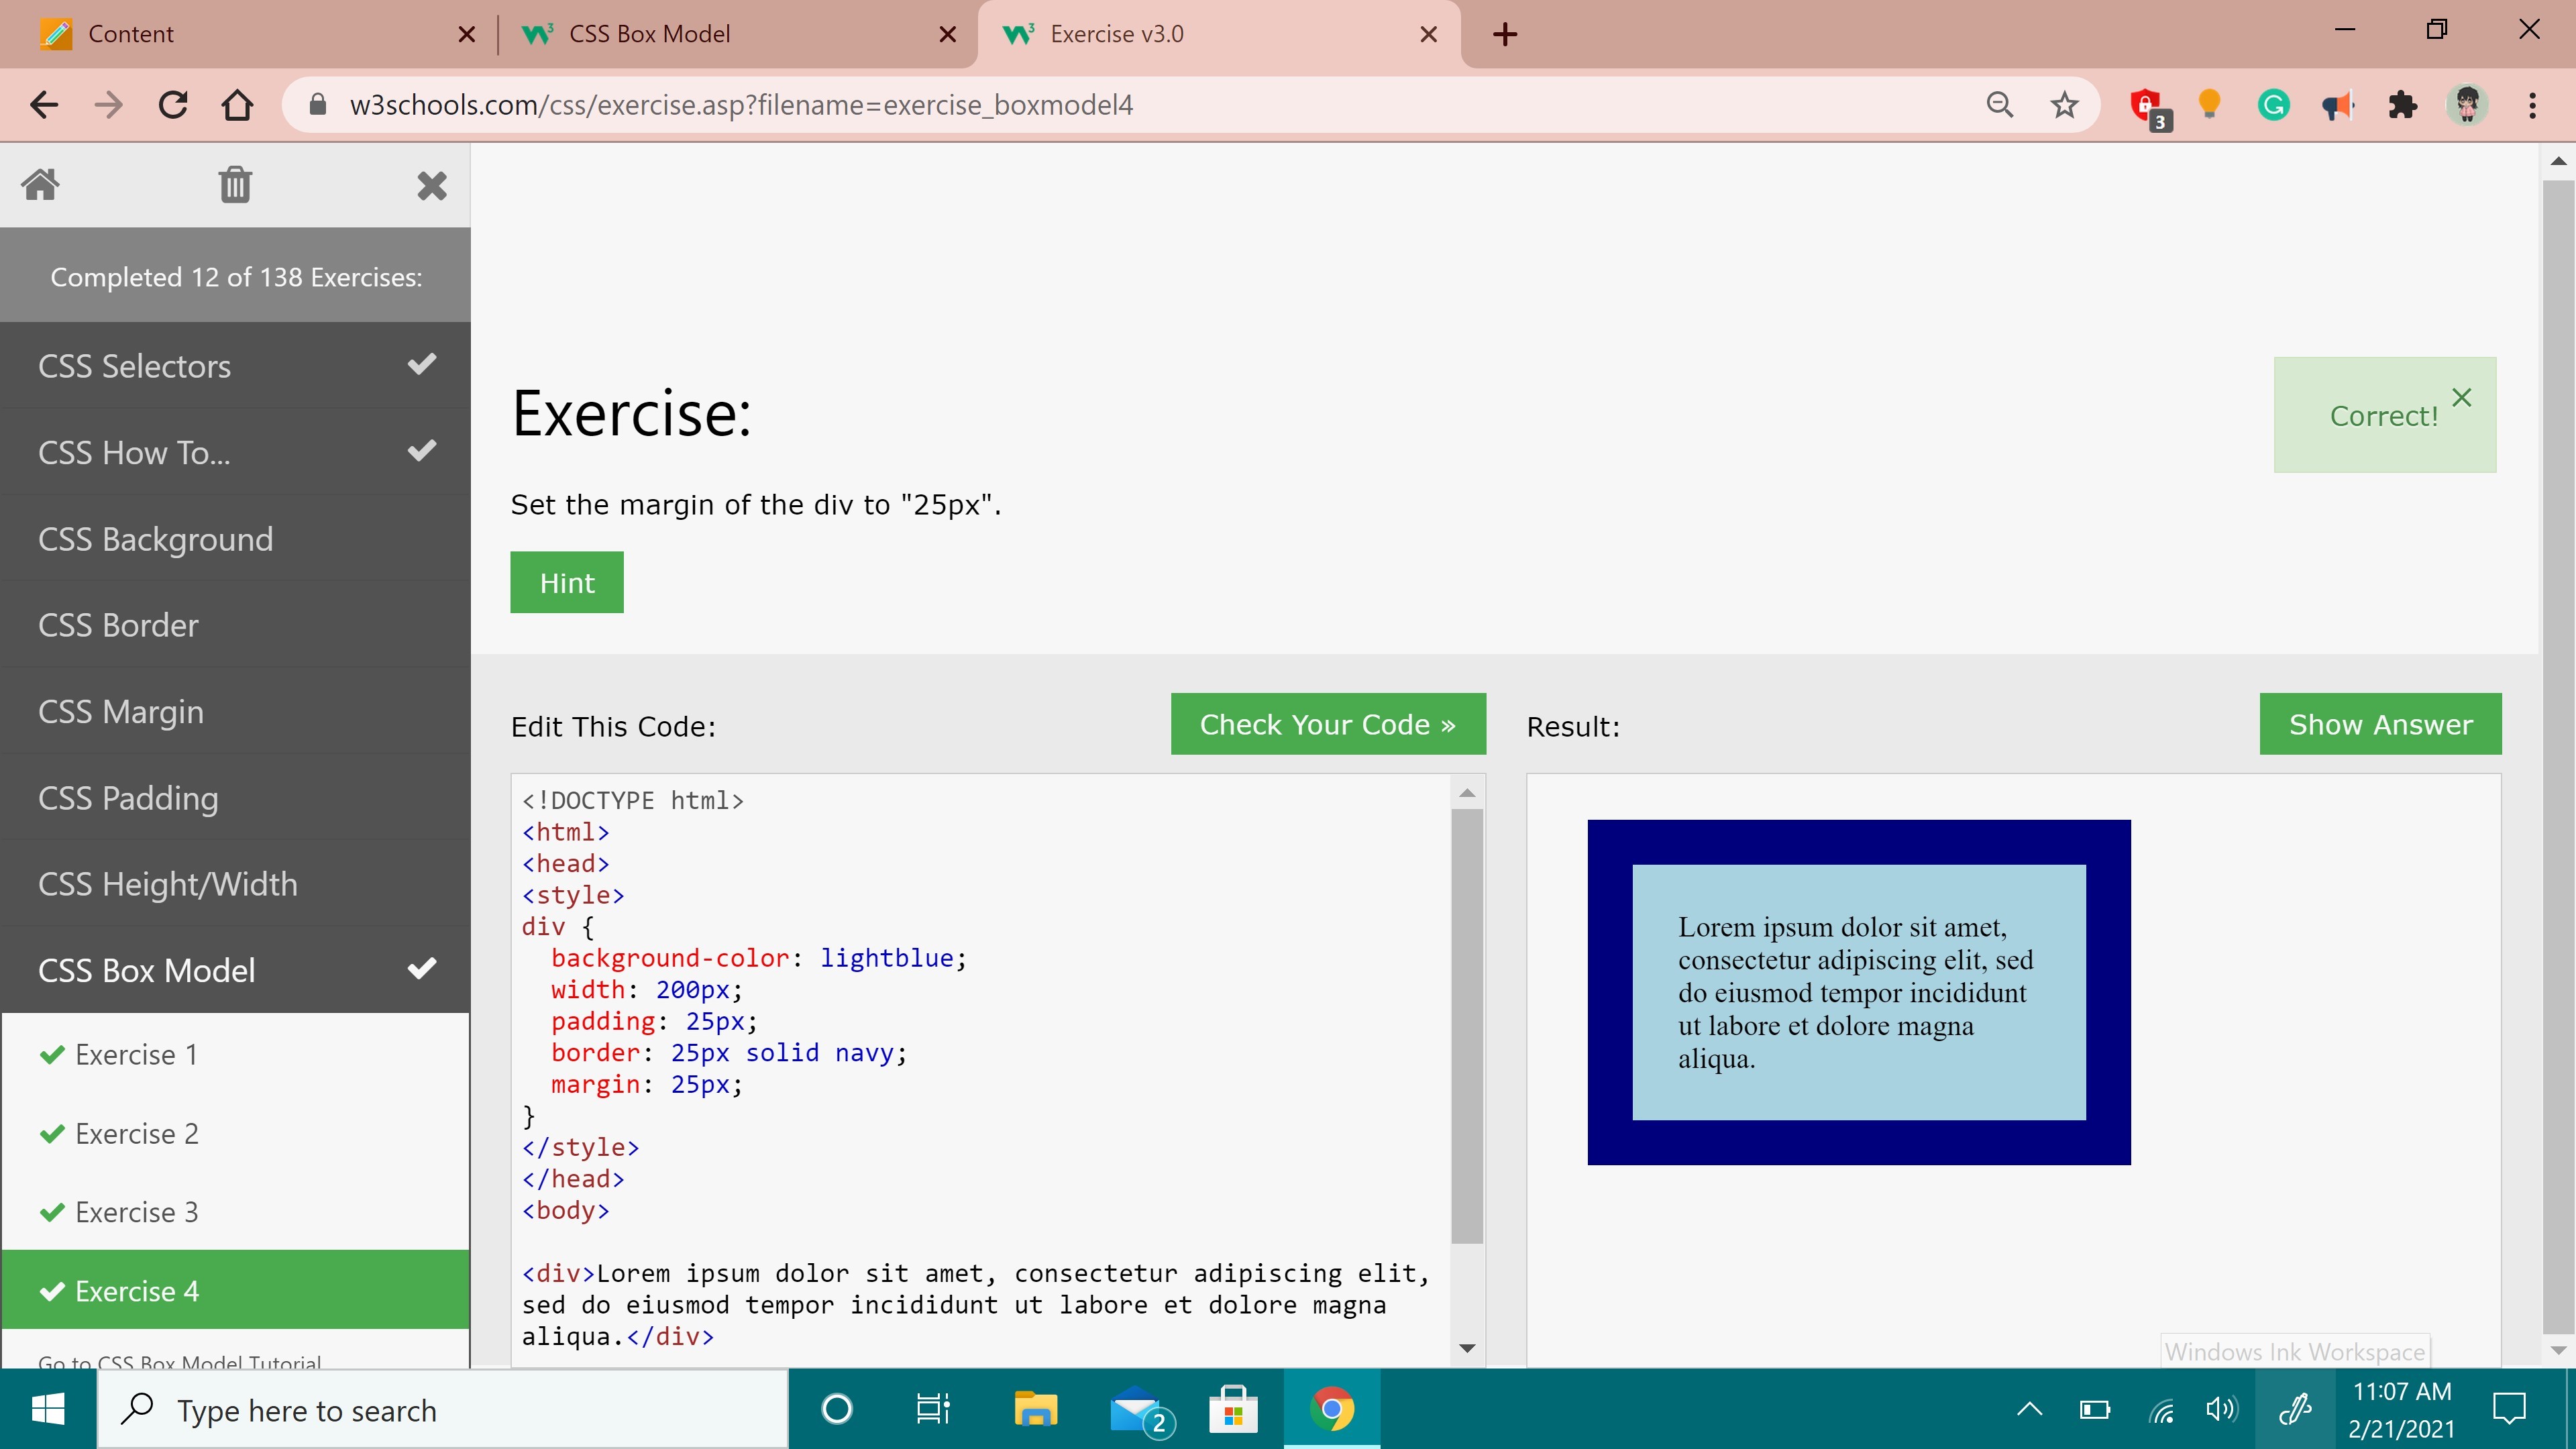 Content
CSS Box Model
Exercise v3.0
w3schools.com/css/exercise.asp?filename=exercise_boxmodel4
3
Completed 12 of 138 Exercises:
CSS Selectors
CSS How To...
CSS Background
CSS Border
CSS Margin
CSS Padding
CSS Height/Width
CSS Box Model
Exercise 1
Exercise 2
Exercise 3
Exercise 4
Go to CSS Box Model Tutorial
Exercise:
Correct!
Set the margin of the div to "25px".
Hint
Edit This Code:
Check Your Code »
Result:
Show Answer
<!DOCTYPE html>
<html>
<head>
<style>
div {
  background-color: lightblue;
  width: 200px;
  padding: 25px;
  border: 25px solid navy;
  margin: 25px;
}
</style>
</head>
<body>
<div>Lorem ipsum dolor sit amet, consectetur adipiscing elit,
sed do eiusmod tempor incididunt ut labore et dolore magna
aliqua.</div>
Lorem ipsum dolor sit amet,
consectetur adipiscing elit, sed
do eiusmod tempor incididunt
ut labore et dolore magna
aliqua.
Windows Ink Workspace
Type here to search
2
11:07 AM
2/21/2021